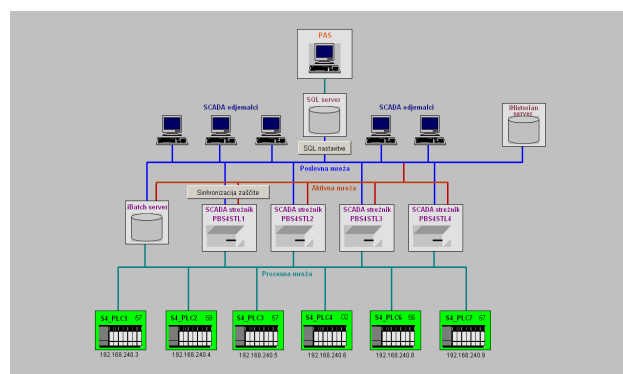 PAS
SQL server
SCADA odjemalci
SCADA odjemalci
iHistorian
server
SQL nastavitve
Poslovna mreža
Aktivna mreža
Sinhronizacija zaščite
iBatch server
SCADA strežnik
PBS4STL1
SCADA strežnik
PBS4STL2
SCADA strežnik
PBS4STL3
SCADA strežnik
PBS4STL4
Procesna mreža
S4_PLC1 57
S4_PLC2 59
S4_PLC3 57
S4_PLC4 02
S4_PLC6 56
S4_PLC7 57
192.168.240.3
192.168.240.4
192.168.240.5
192.168.240.6
192.168.240.8
192.168.240.9